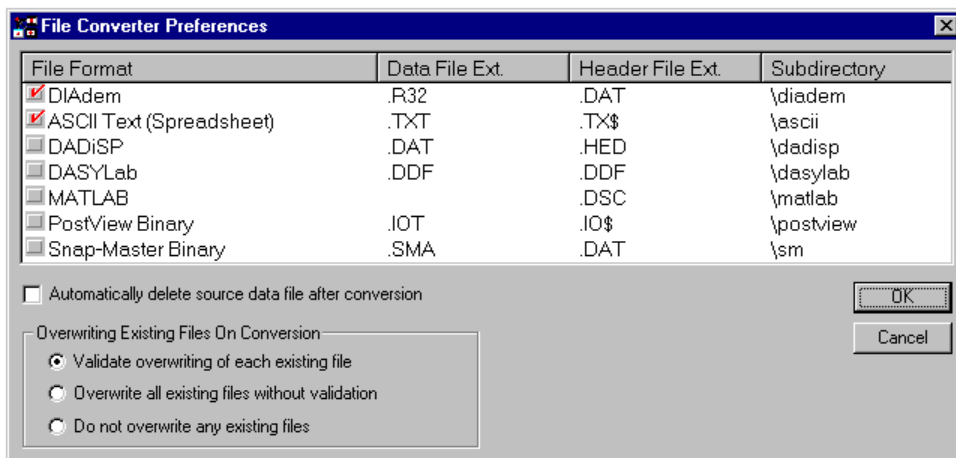 File Converter Preferences
File Format Data File Ext. Header File Ext. Subdirectory
DIAdem .R32 .DAT \diadem
ASCII Text (Spreadsheet) .TXT .TX$ \ascii
DADiSP .DAT .HED \dadisp
DASYLab .DDF .DDF \dasylab
MATLAB .DSC \matlab
PostView Binary .IOT .IO$ \postview
Snap-Master Binary .SMA .DAT \sm
Automatically delete source data file after conversion
OK
Overwriting Existing Files On Conversion
Cancel
Validate overwriting of each existing file
Overwrite all existing files without validation
Do not overwrite any existing files